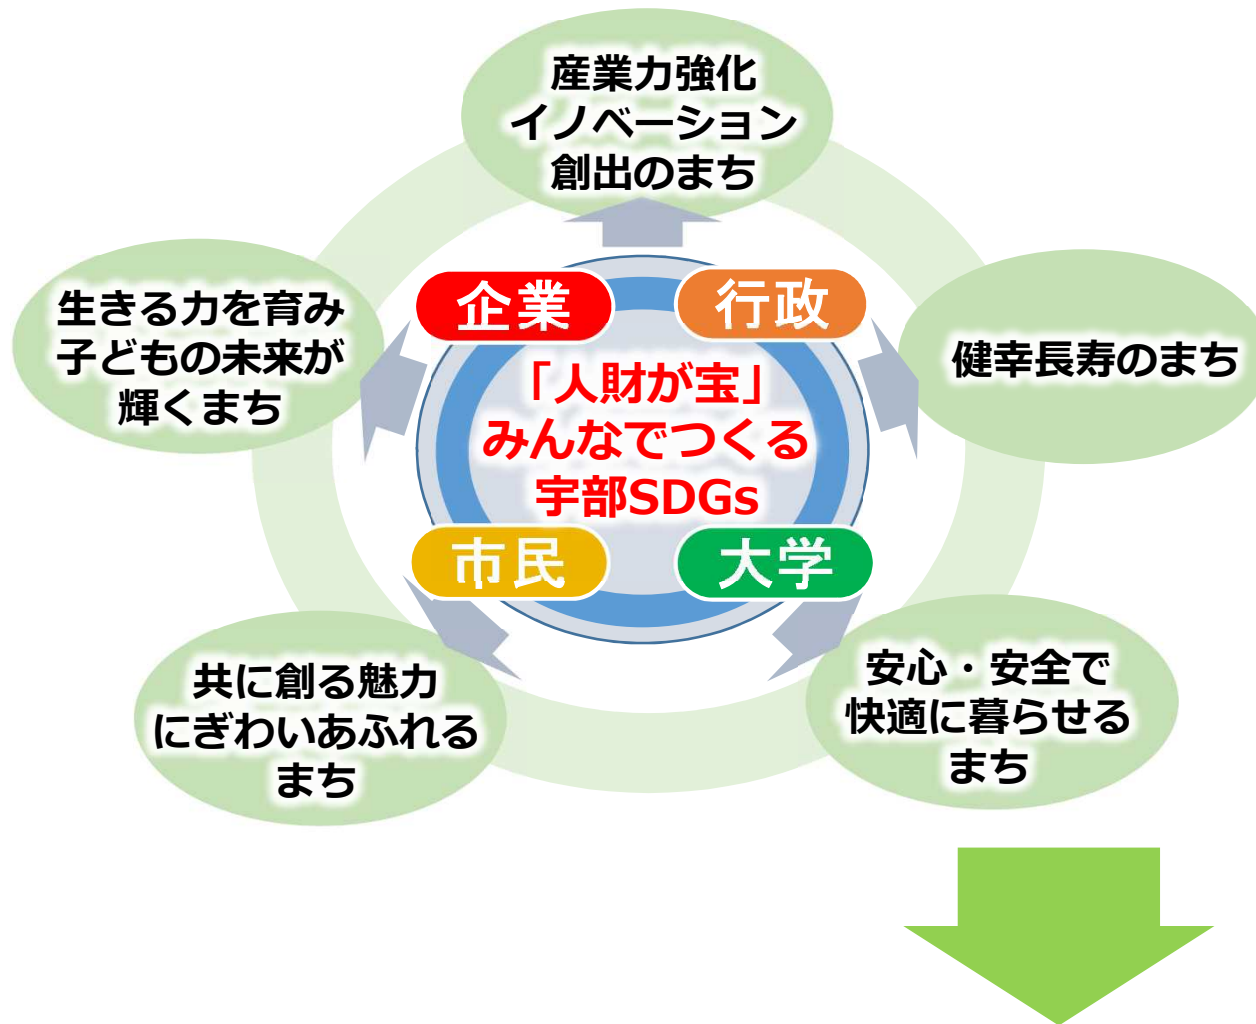 産業力強化
イノベーション
創出のまち
生きる力を育み
子どもの未来が
輝くまち
健幸長寿のまち
企業
行政
「人財が宝」
みんなでつくる
宇部SDGs
市民
大学
共に創る魅力
にぎわいあふれる
まち
安心・安全で
快適に暮らせる
まち